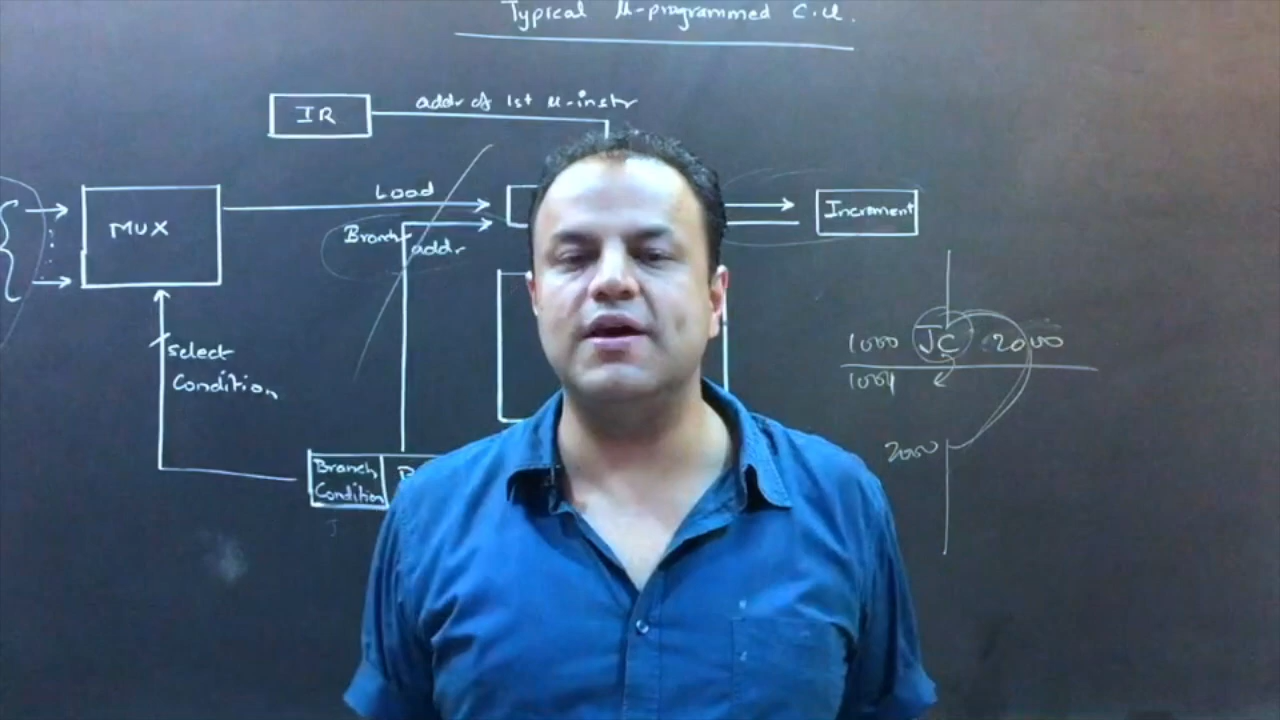 Typical µ-programmed C.U.
IR
addr of 1st µ-instr
MUX
Load
Branch
addr
Increment
select
Condition
1000 JC 2000
1004
2000
Branch
Condition